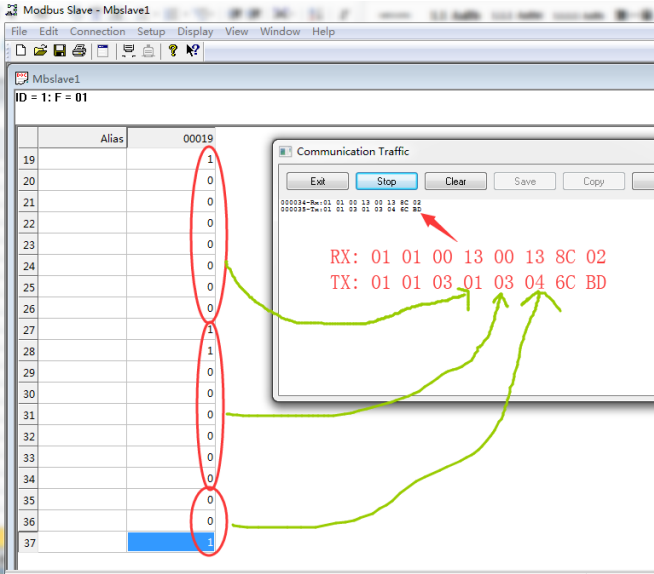 Modbus Slave - Mbslave1
File Edit Connection Setup Display View Window Help
Mbslave1
ID = 1: F = 01
Alias 00019
19 1
20 0
21 0
22 0
23 0
24 0
25 0
26 0
27 1
28 1
29 0
30 0
31 0
32 0
33 0
34 0
35 0
36 0
37 1
Communication Traffic
Exit Stop Clear Save Copy
000034-Rx:01 01 00 13 00 13 8C 02
000035-Tx:01 01 03 01 03 04 6C BD
RX: 01 01 00 13 00 13 8C 02
TX: 01 01 03 01 03 04 6C BD